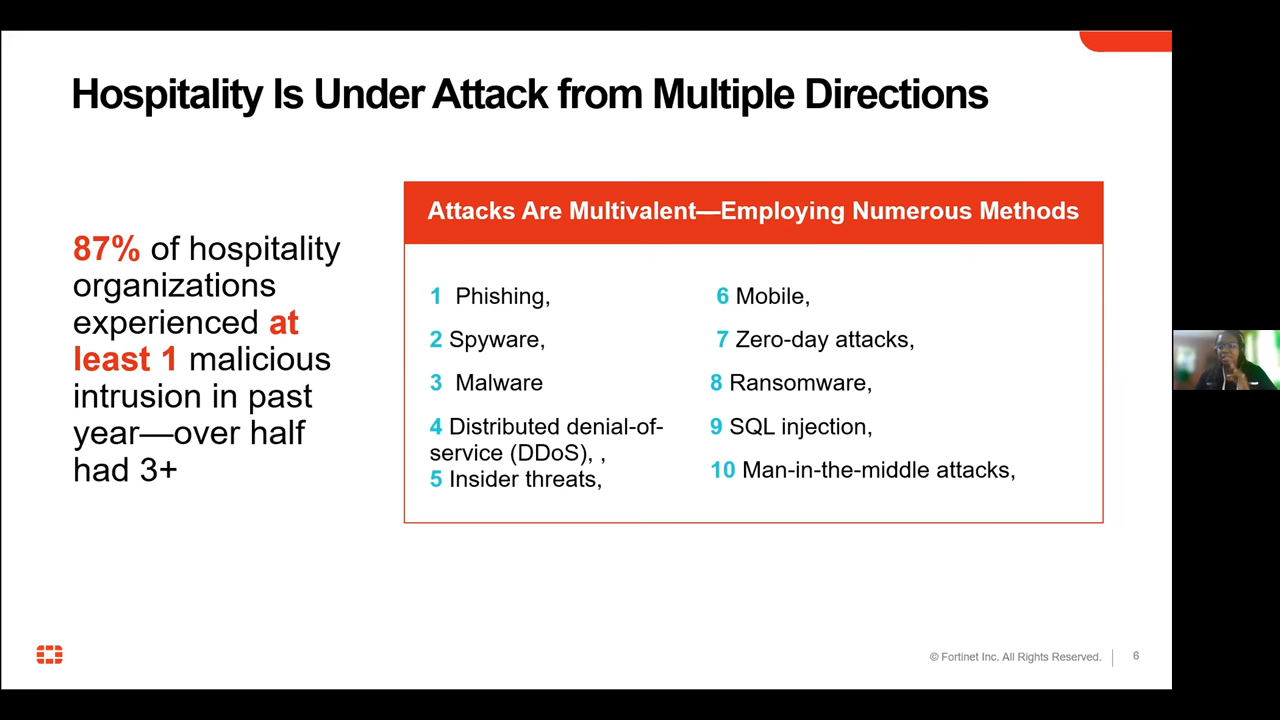 Hospitality Is Under Attack from Multiple Directions
87% of hospitality
organizations
experienced at
least 1 malicious
intrusion in past
year—over half
had 3+
Attacks Are Multivalent—Employing Numerous Methods
1 Phishing,
2 Spyware,
3 Malware
4 Distributed denial-of-
service (DDoS), ,
5 Insider threats,
6 Mobile,
7 Zero-day attacks,
8 Ransomware,
9 SQL injection,
10 Man-in-the-middle attacks,
© Fortinet Inc. All Rights Reserved.
6